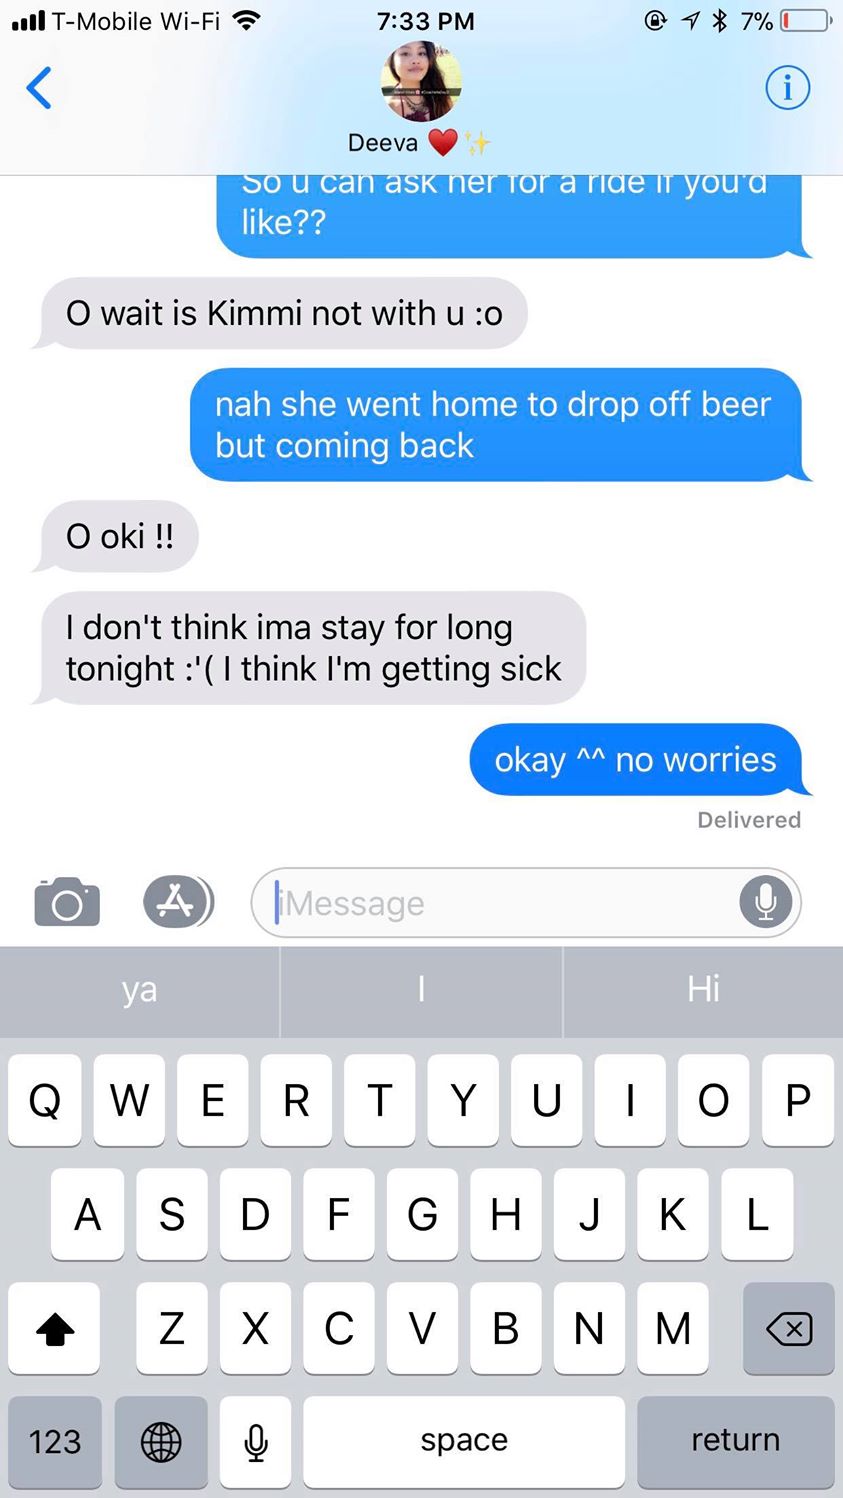 T-Mobile Wi-Fi 7:33 PM 7%
Deeva ❤️✨
So u can ask her for a ride if you'd
like??
O wait is Kimmi not with u :o
nah she went home to drop off beer
but coming back
O oki !!
I don't think ima stay for long
tonight :'( I think I'm getting sick
okay ^^ no worries
Delivered
iMessage
ya I Hi
Q W E R T Y U I O P
A S D F G H J K L
Z X C V B N M
123 space return